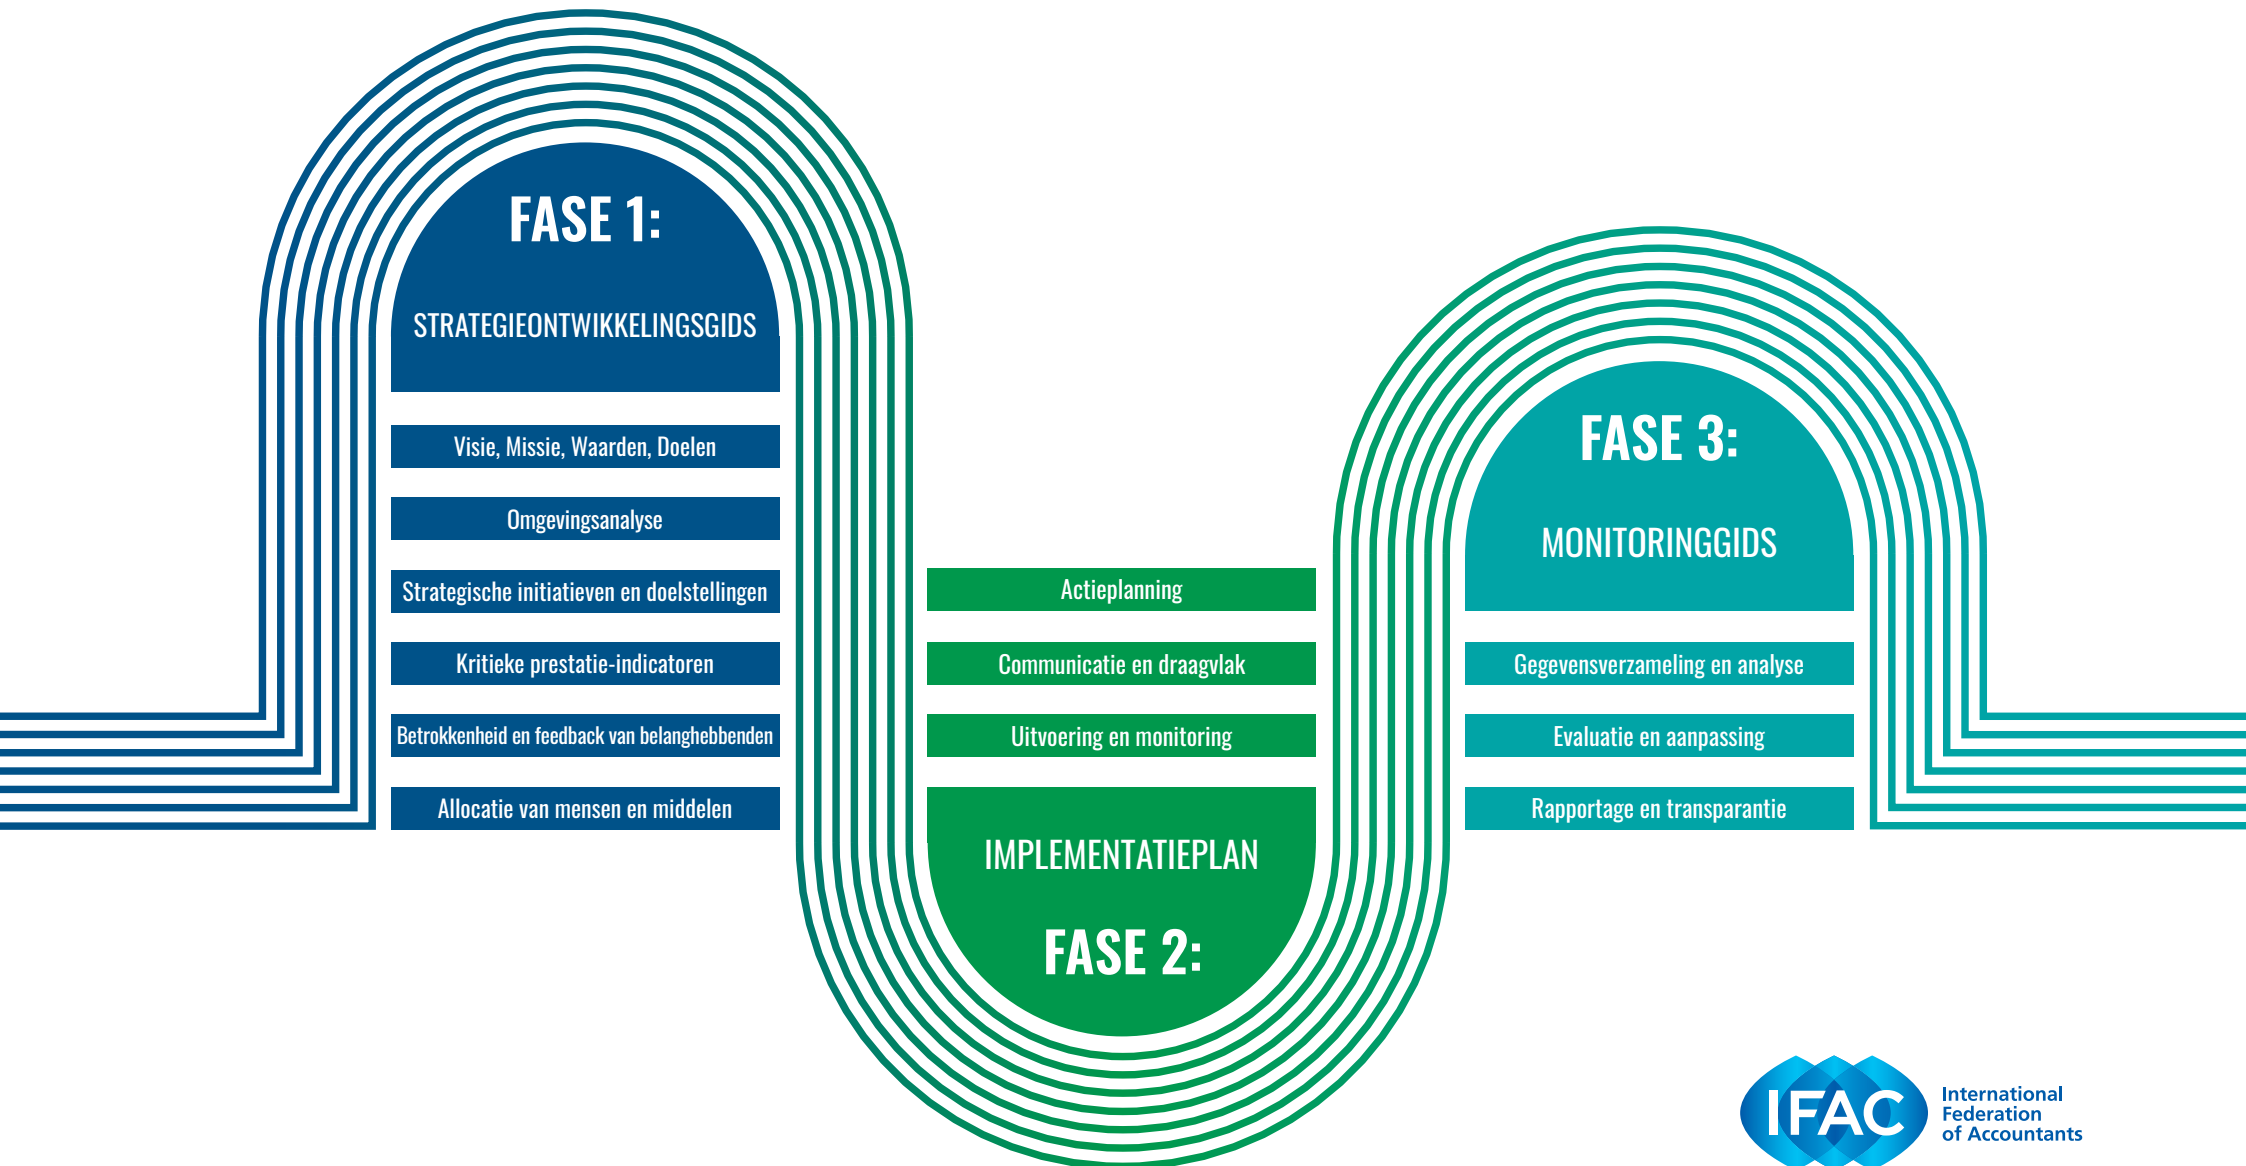 FASE 1:
STRATEGIEONTWIKKELINGSGIDS
Visie, Missie, Waarden, Doelen
Omgevingsanalyse
Strategische initiatieven en doelstellingen
Kritieke prestatie-indicatoren
Betrokkenheid en feedback van belanghebbenden
Allocatie van mensen en middelen
Actieplanning
Communicatie en draagvlak
Uitvoering en monitoring
IMPLEMENTATIEPLAN
FASE 2:
FASE 3:
MONITORINGGIDS
Gegevensverzameling en analyse
Evaluatie en aanpassing
Rapportage en transparantie
IFAC
International
Federation
of Accountants